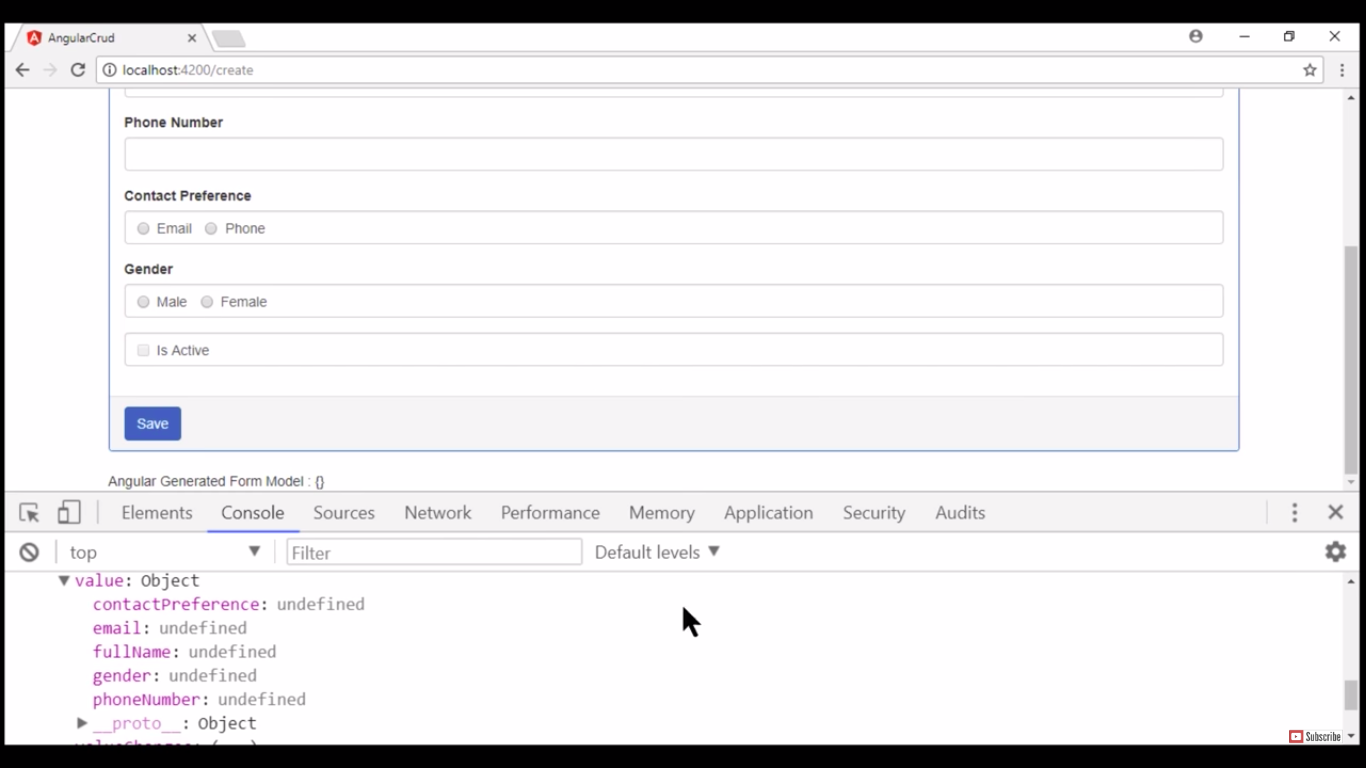 AngularCrud
localhost:4200/create
Phone Number
Contact Preference
Email Phone
Gender
Male Female
Is Active
Save
Angular Generated Form Model : {}
Elements Console Sources Network Performance Memory Application Security Audits
top Filter Default levels
value: Object
contactPreference: undefined
email: undefined
fullName: undefined
gender: undefined
phoneNumber: undefined
__proto__: Object
Subscribe